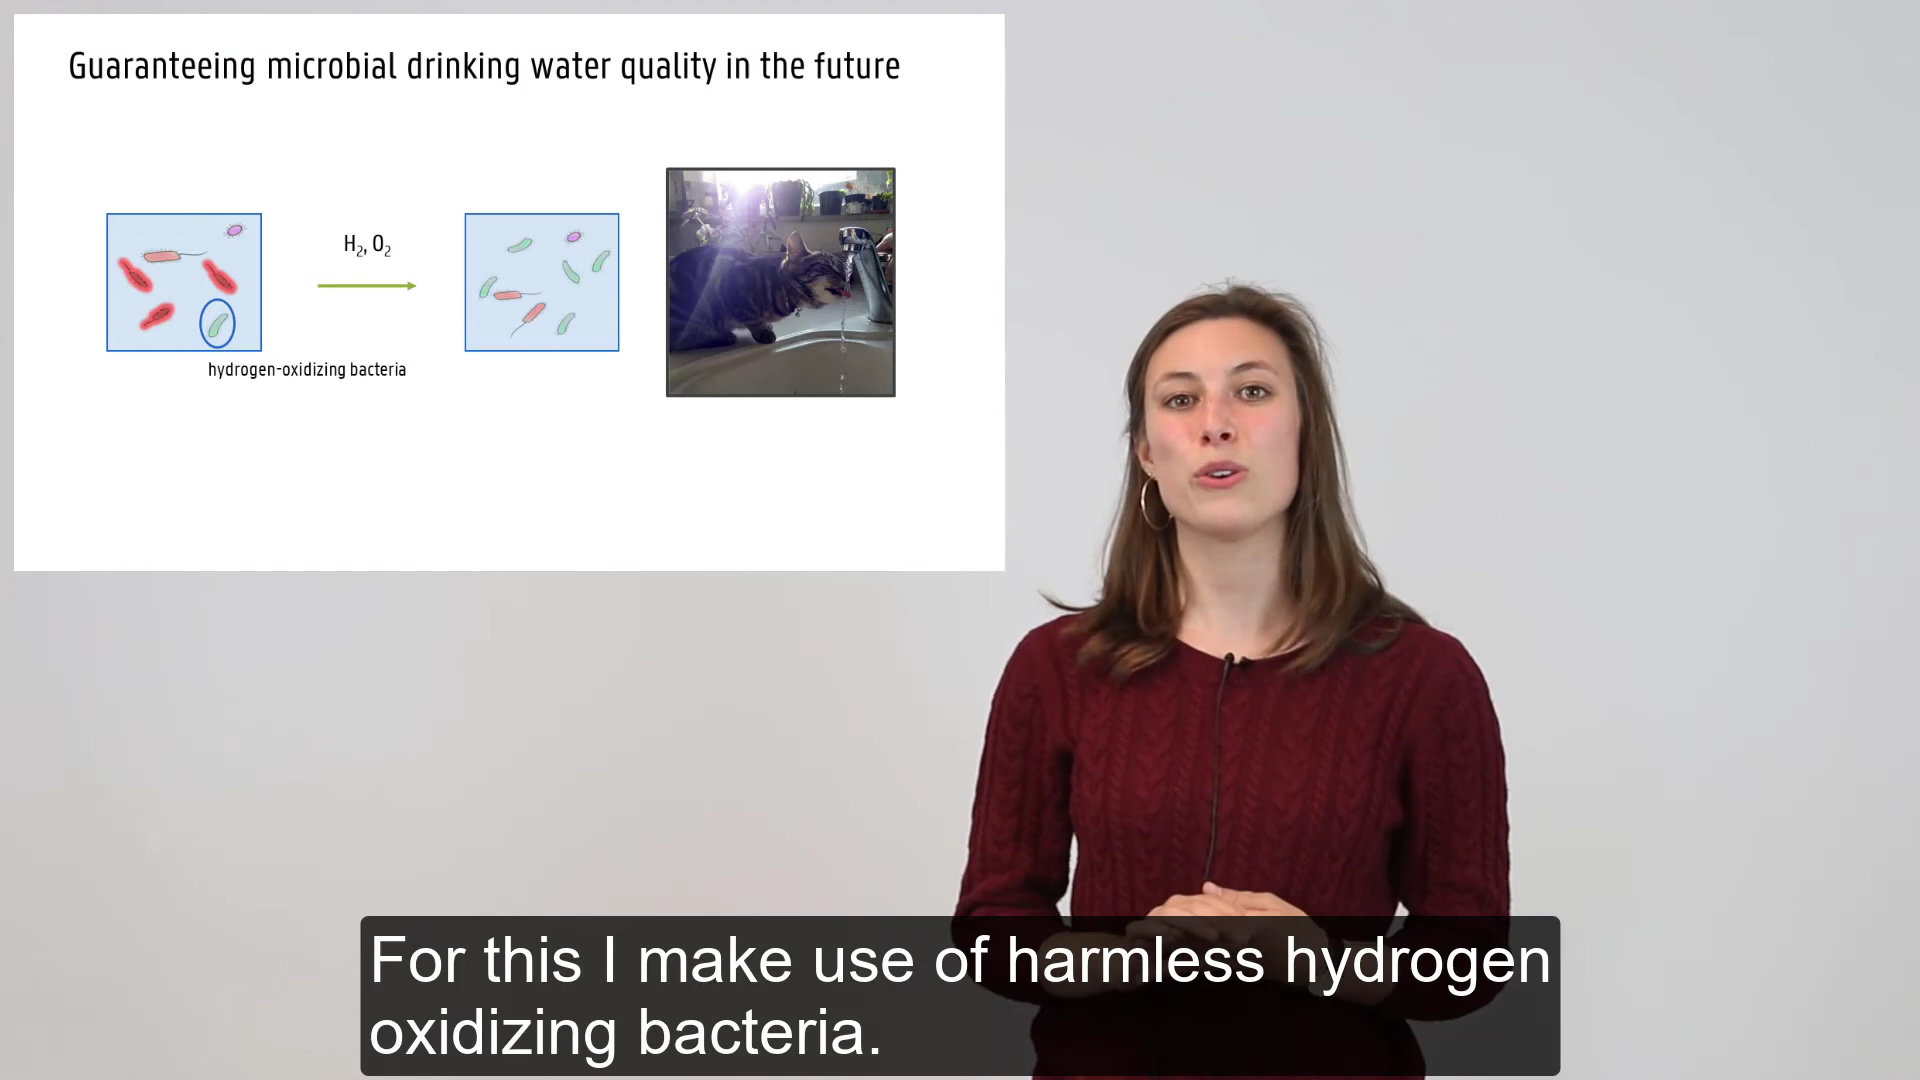 Guaranteeing microbial drinking water quality in the future
H₂, O₂
hydrogen-oxidizing bacteria
For this I make use of harmless hydrogen
oxidizing bacteria.